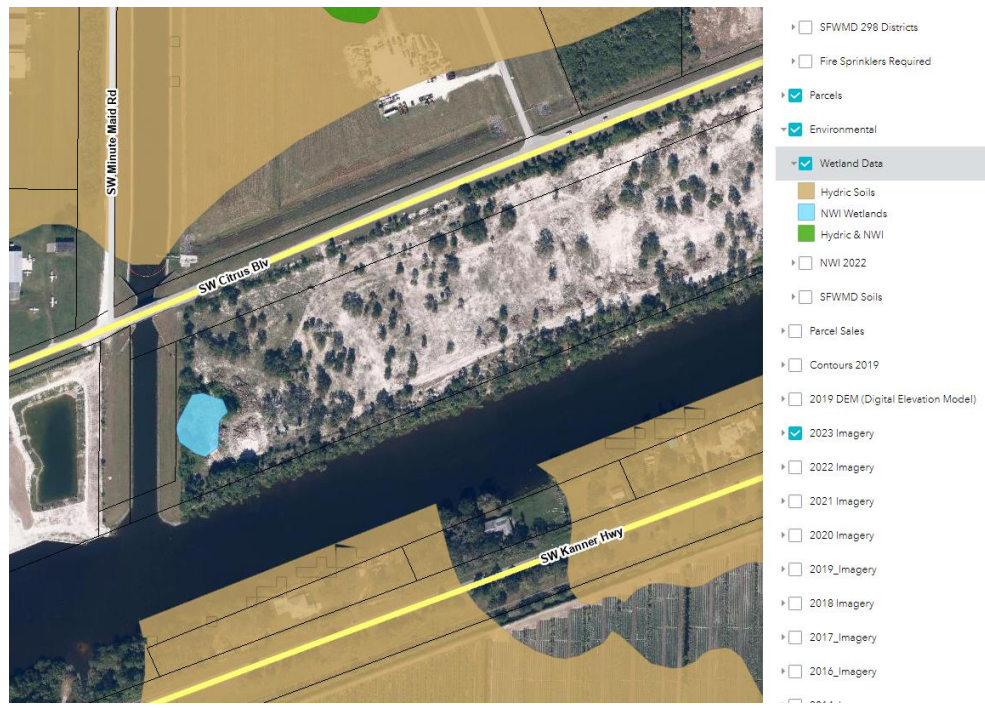 SW Minute Maid Rd
SW Citrus Blv
SW Kanner Hwy
SFWMD 298 Districts
Fire Sprinklers Required
Parcels
Environmental
Wetland Data
Hydric Soils
NWI Wetlands
Hydric & NWI
NWI 2022
SFWMD Soils
Parcel Sales
Contours 2019
2019 DEM (Digital Elevation Model)
2023 Imagery
2022 Imagery
2021 Imagery
2020 Imagery
2019_Imagery
2018 Imagery
2017_Imagery
2016_Imagery